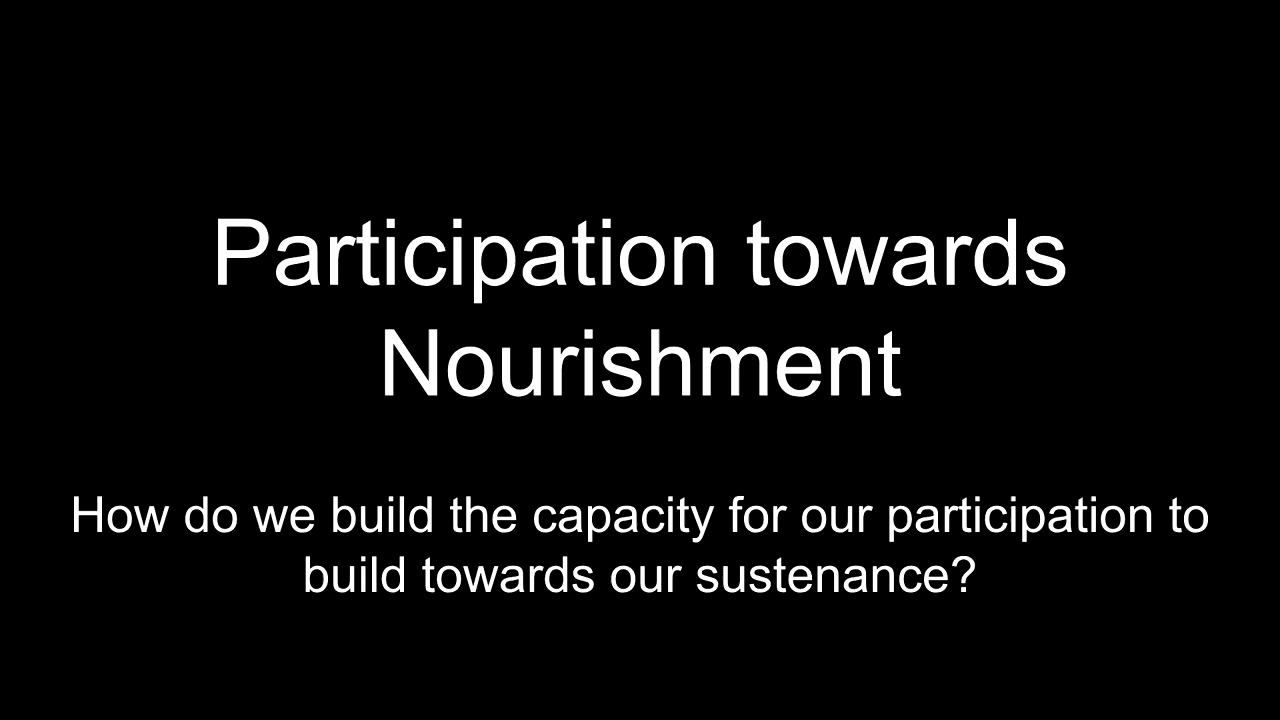 Participation towards
Nourishment
How do we build the capacity for our participation to
build towards our sustenance?